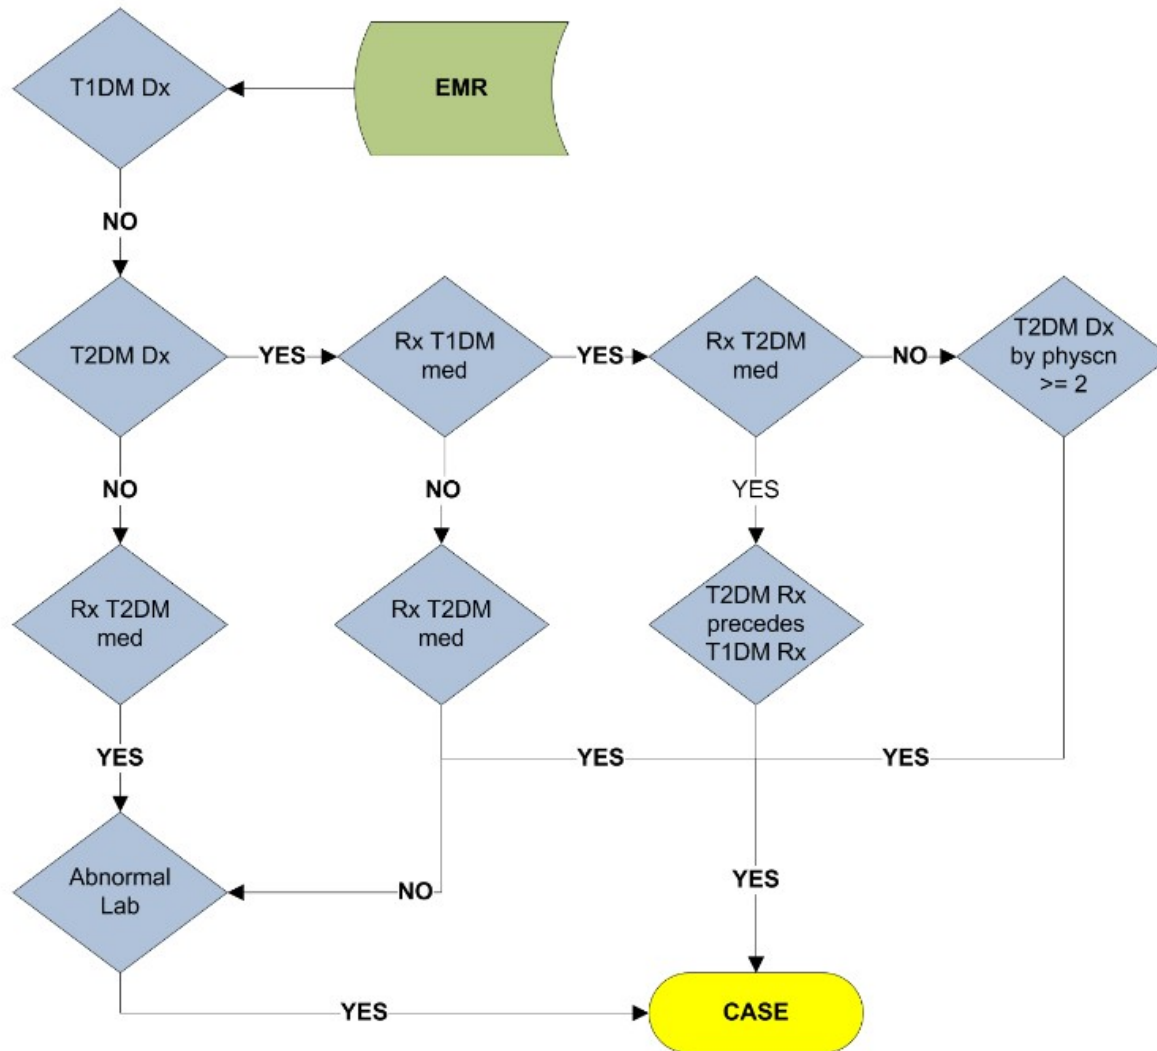 T1DM Dx
EMR
NO
T2DM Dx
YES
Rx T1DM
med
YES
Rx T2DM
med
NO
T2DM Dx
by physcn
>= 2
NO
NO
YES
Rx T2DM
med
Rx T2DM
med
T2DM Rx
precedes
T1DM Rx
YES
YES
YES
Abnormal
Lab
NO
YES
YES
CASE